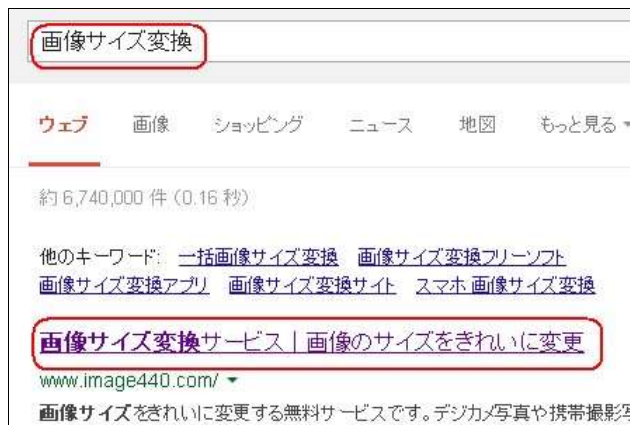 画像サイズ変換
ウェブ 画像 ショッピング ニュース 地図 もっと見る
約 6,740,000 件 (0.16 秒)
他のキーワード: 一括画像サイズ変換 画像サイズ変換フリーソフト
画像サイズ変換アプリ 画像サイズ変換サイト スマホ 画像サイズ変換
画像サイズ変換サービス | 画像のサイズをきれいに変更
www.image440.com/
画像サイズをきれいに変更する無料サービスです。デジカメ写真や携帯撮影写